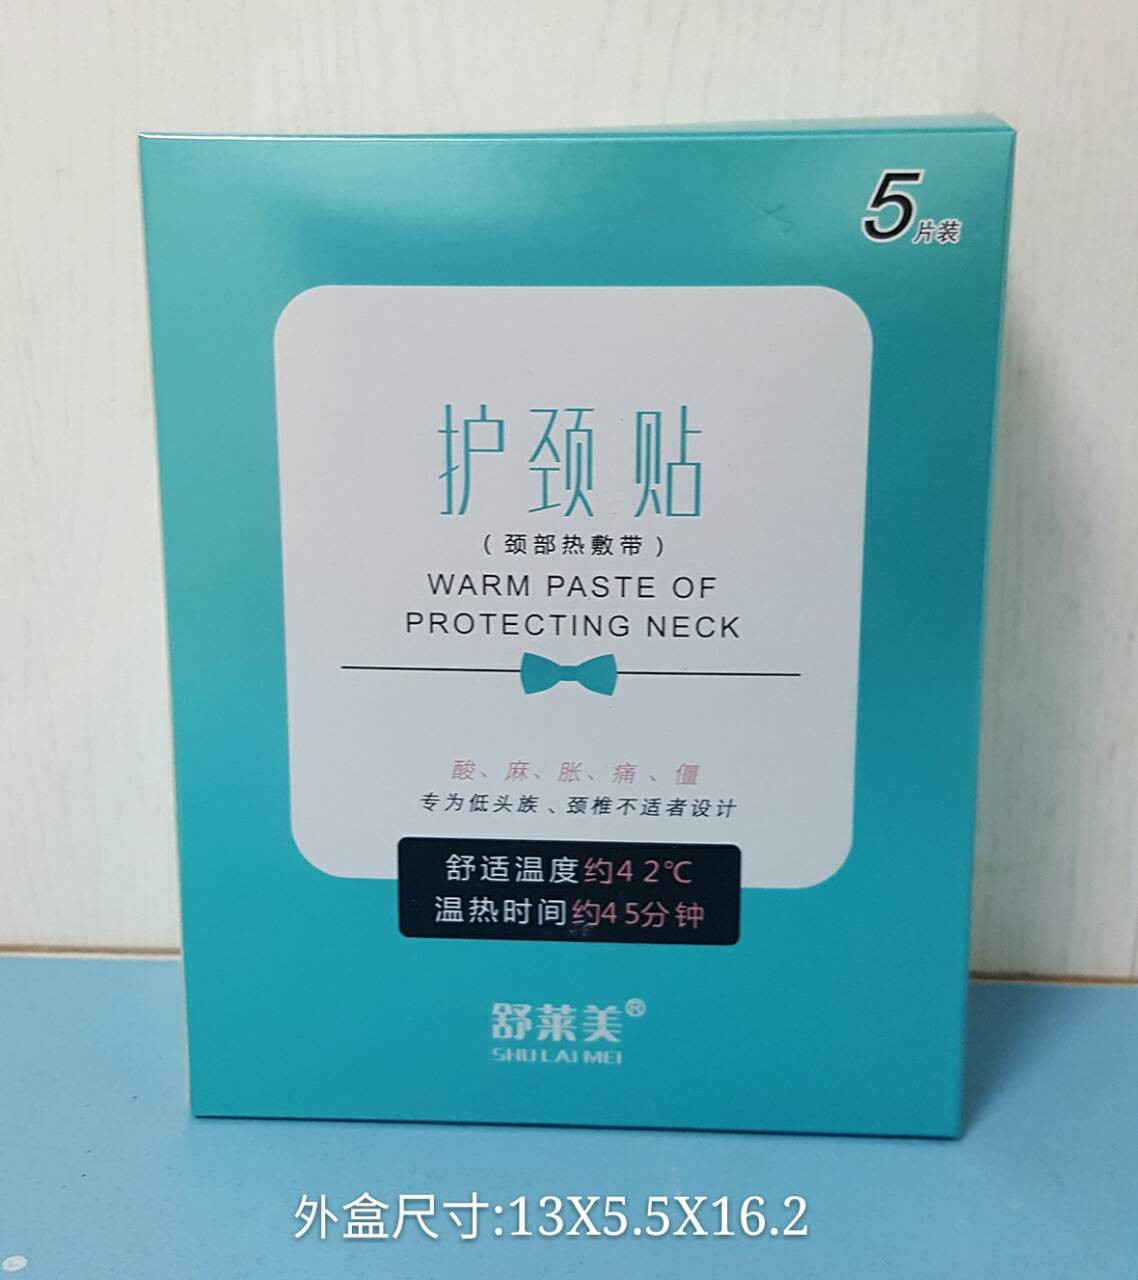 5片装
护颈贴
（颈部热敷带）
WARM PASTE OF
PROTECTING NECK
酸、麻、胀、痛、僵
专为低头族、颈椎不适者设计
舒适温度约42℃
温热时间约45分钟
舒莱美®
SHULAIMEI
外盒尺寸:13X5.5X16.2